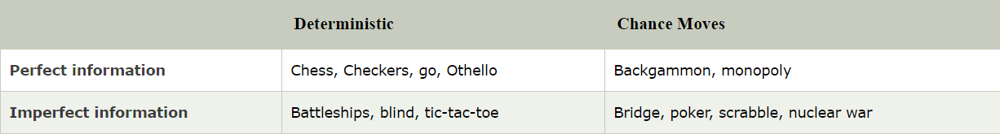 Deterministic Chance Moves
Perfect information Chess, Checkers, go, Othello Backgammon, monopoly
Imperfect information Battleships, blind, tic-tac-toe Bridge, poker, scrabble, nuclear war